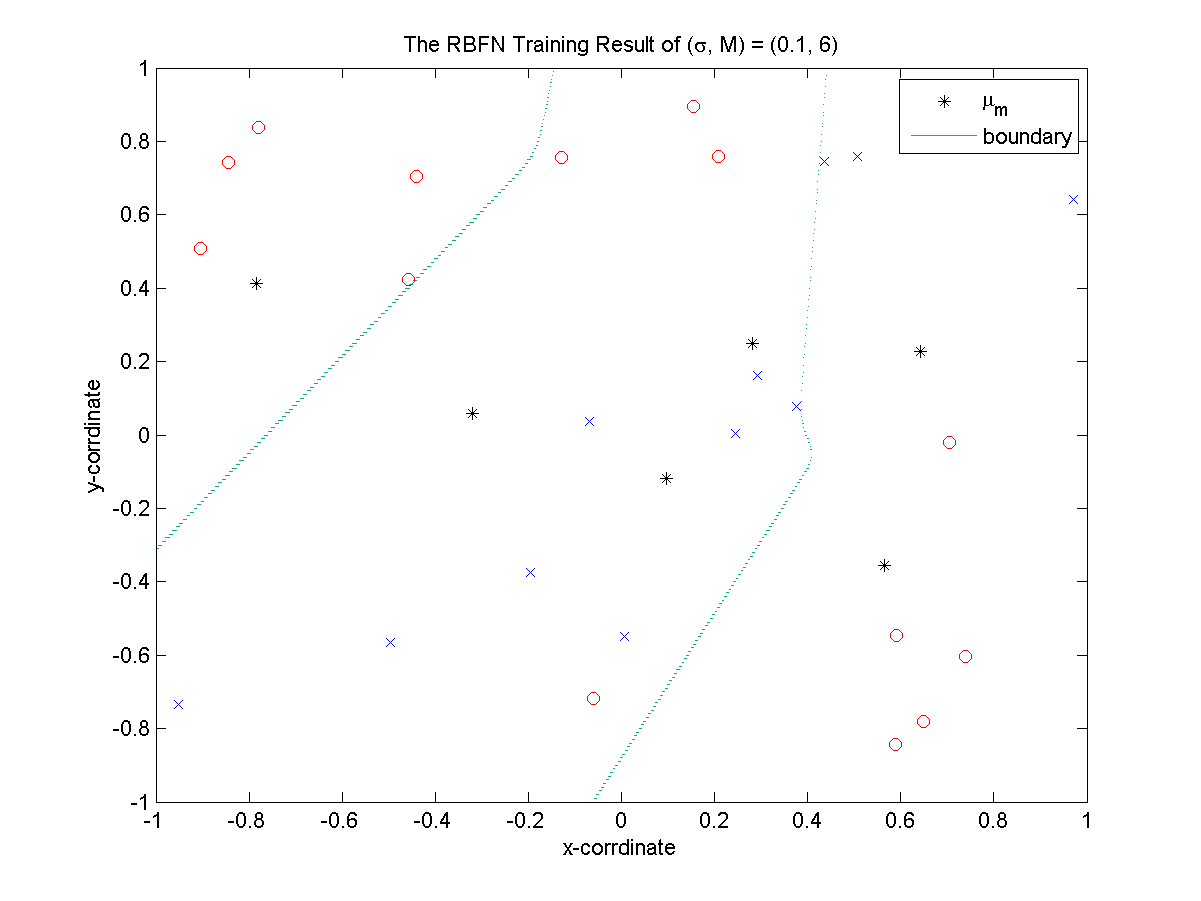 The RBFN Training Result of (σ, M) = (0.1, 6)
μm
boundary
1
0.8
0.6
0.4
0.2
0
-0.2
-0.4
-0.6
-0.8
-1
y-corrdinate
-1 -0.8 -0.6 -0.4 -0.2 0 0.2 0.4 0.6 0.8 1
x-corrdinate